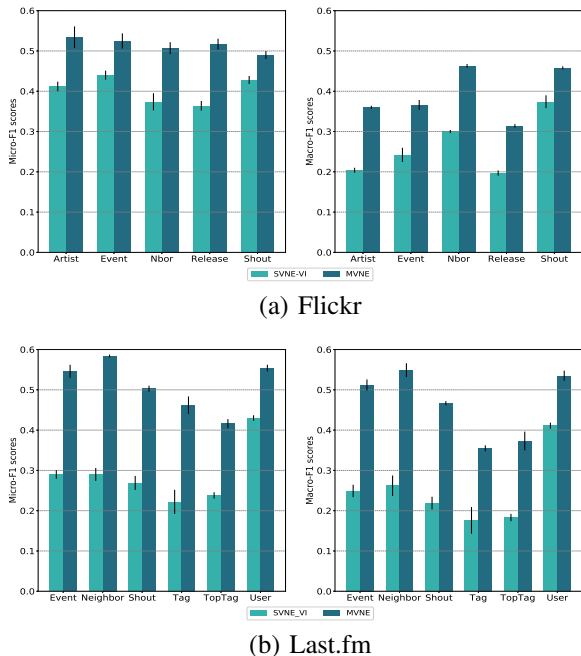 0.6
0.5
0.4
0.3
0.2
0.1
0.0
Micro-F1 scores
Artist Event Nbor Release Shout
0.6
0.5
0.4
0.3
0.2
0.1
0.0
Macro-F1 scores
Artist Event Nbor Release Shout
SVNE-VI MVNE
(a) Flickr
0.6
0.5
0.4
0.3
0.2
0.1
0.0
Micro-F1 scores
Event Neighbor Shout Tag TopTag User
0.6
0.5
0.4
0.3
0.2
0.1
0.0
Macro-F1 scores
Event Neighbor Shout Tag TopTag User
SVNE_VI MVNE
(b) Last.fm